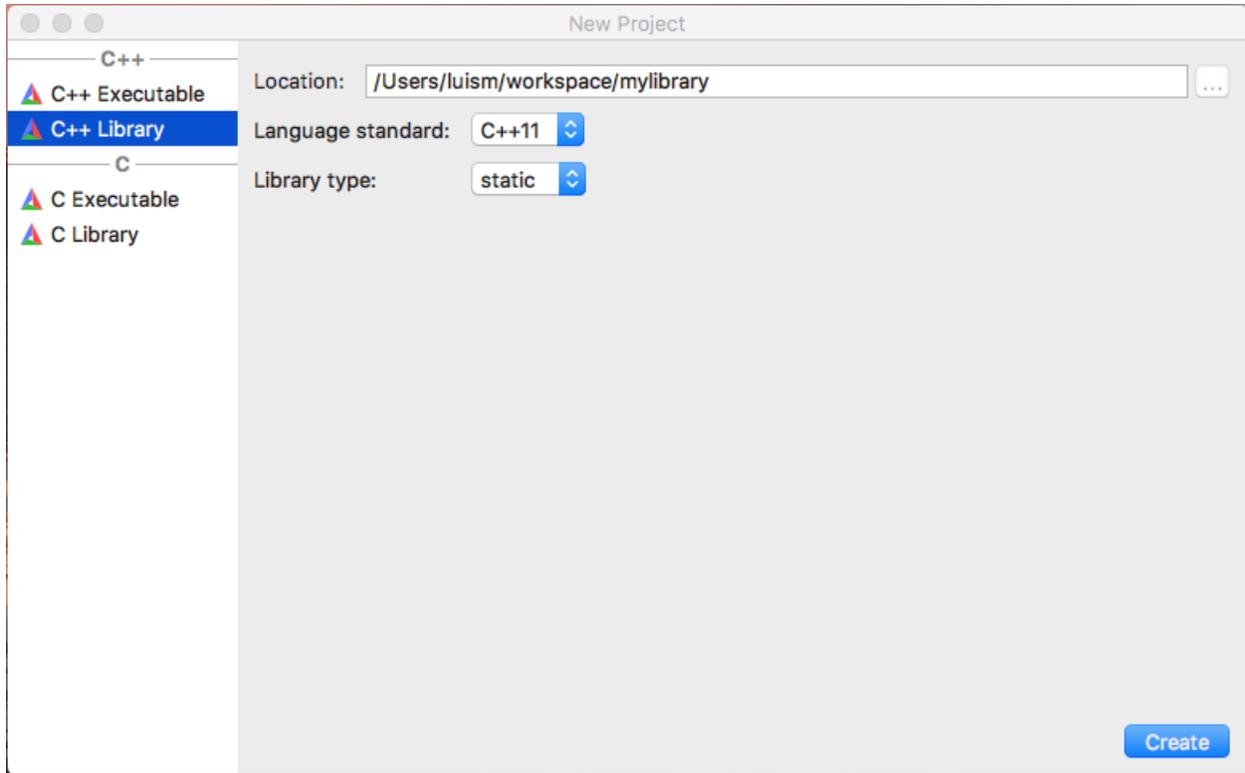 New Project
C++
C++ Executable
C++ Library
C
C Executable
C Library
Location: /Users/luism/workspace/mylibrary ...
Language standard: C++11
Library type: static
Create